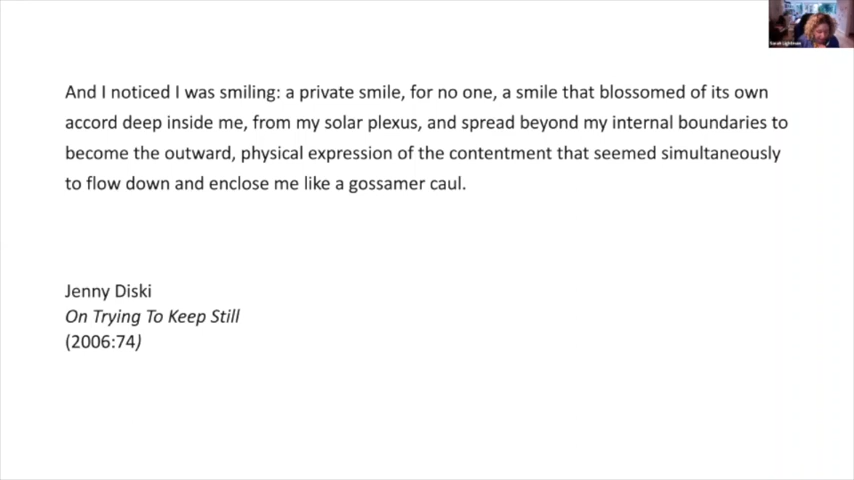 Sarah Lightman
And I noticed I was smiling: a private smile, for no one, a smile that blossomed of its own
accord deep inside me, from my solar plexus, and spread beyond my internal boundaries to
become the outward, physical expression of the contentment that seemed simultaneously
to flow down and enclose me like a gossamer caul.
Jenny Diski
On Trying To Keep Still
(2006:74)